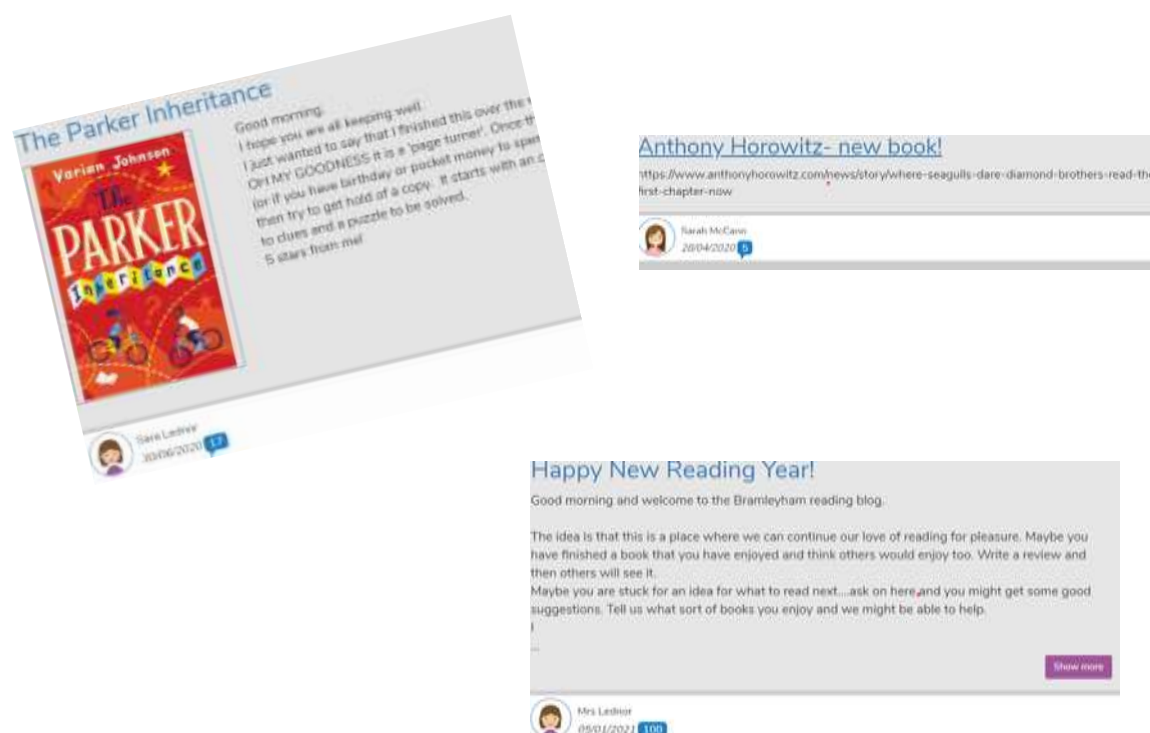 The Parker Inheritance
Varian Johnson
The
PARKER
Inheritance
Good morning.
I hope you are all keeping well.
I just wanted to say that I finished this over the
OH MY GOODNESS it is a 'page turner'. Once
(or if you have birthday or pocket money to
then try to get hold of a copy. It starts with an
to clues and a puzzle to be solved.
5 stars from me!
Sara Lednor
/06/2020 17
Anthony Horowitz- new book!
https://www.anthonyhorowitz.com/news/story/where-seagulls-dare-diamond-brothers-read-the
first-chapter-now
Sarah McCann
28/04/2020 5
Happy New Reading Year!
Good morning and welcome to the Bramleyham reading blog.
The idea is that this is a place where we can continue our love of reading for pleasure. Maybe you
have finished a book that you have enjoyed and think others would enjoy too. Write a review and
then others will see it.
Maybe you are stuck for an idea for what to read next....ask on here,and you might get some good
suggestions. Tell us what sort of books you enjoy and we might be able to help.
I
...
Show more
Mrs Lednor
05/01/2021 100